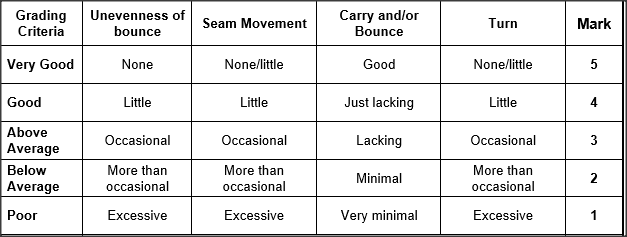 Grading Criteria Unevenness of bounce Seam Movement Carry and/or Bounce Turn Mark
Very Good None None/little Good None/little 5
Good Little Little Just lacking Little 4
Above Average Occasional Occasional Lacking Occasional 3
Below Average More than occasional More than occasional Minimal More than occasional 2
Poor Excessive Excessive Very minimal Excessive 1